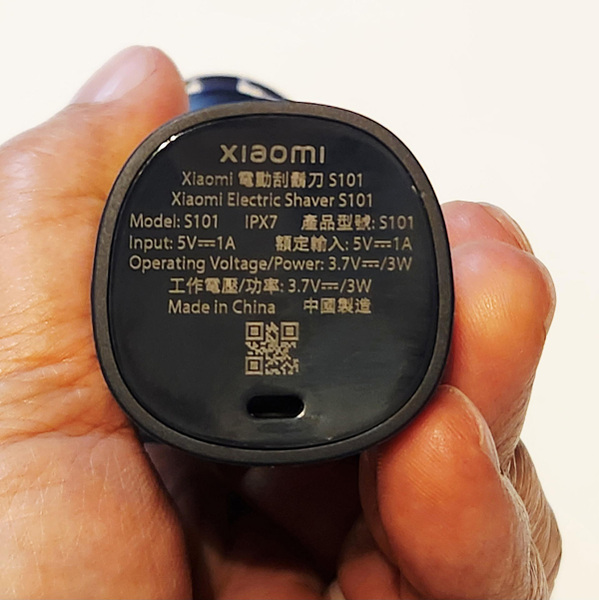 xiaomi
Xiaomi 電動刮鬍刀 S101
Xiaomi Electric Shaver S101
Model: S101 IPX7 產品型號: S101
Input: 5V⎓1A 額定輸入: 5V⎓1A
Operating Voltage/Power: 3.7V⎓/3W
工作電壓/功率: 3.7V⎓/3W
Made in China 中國製造